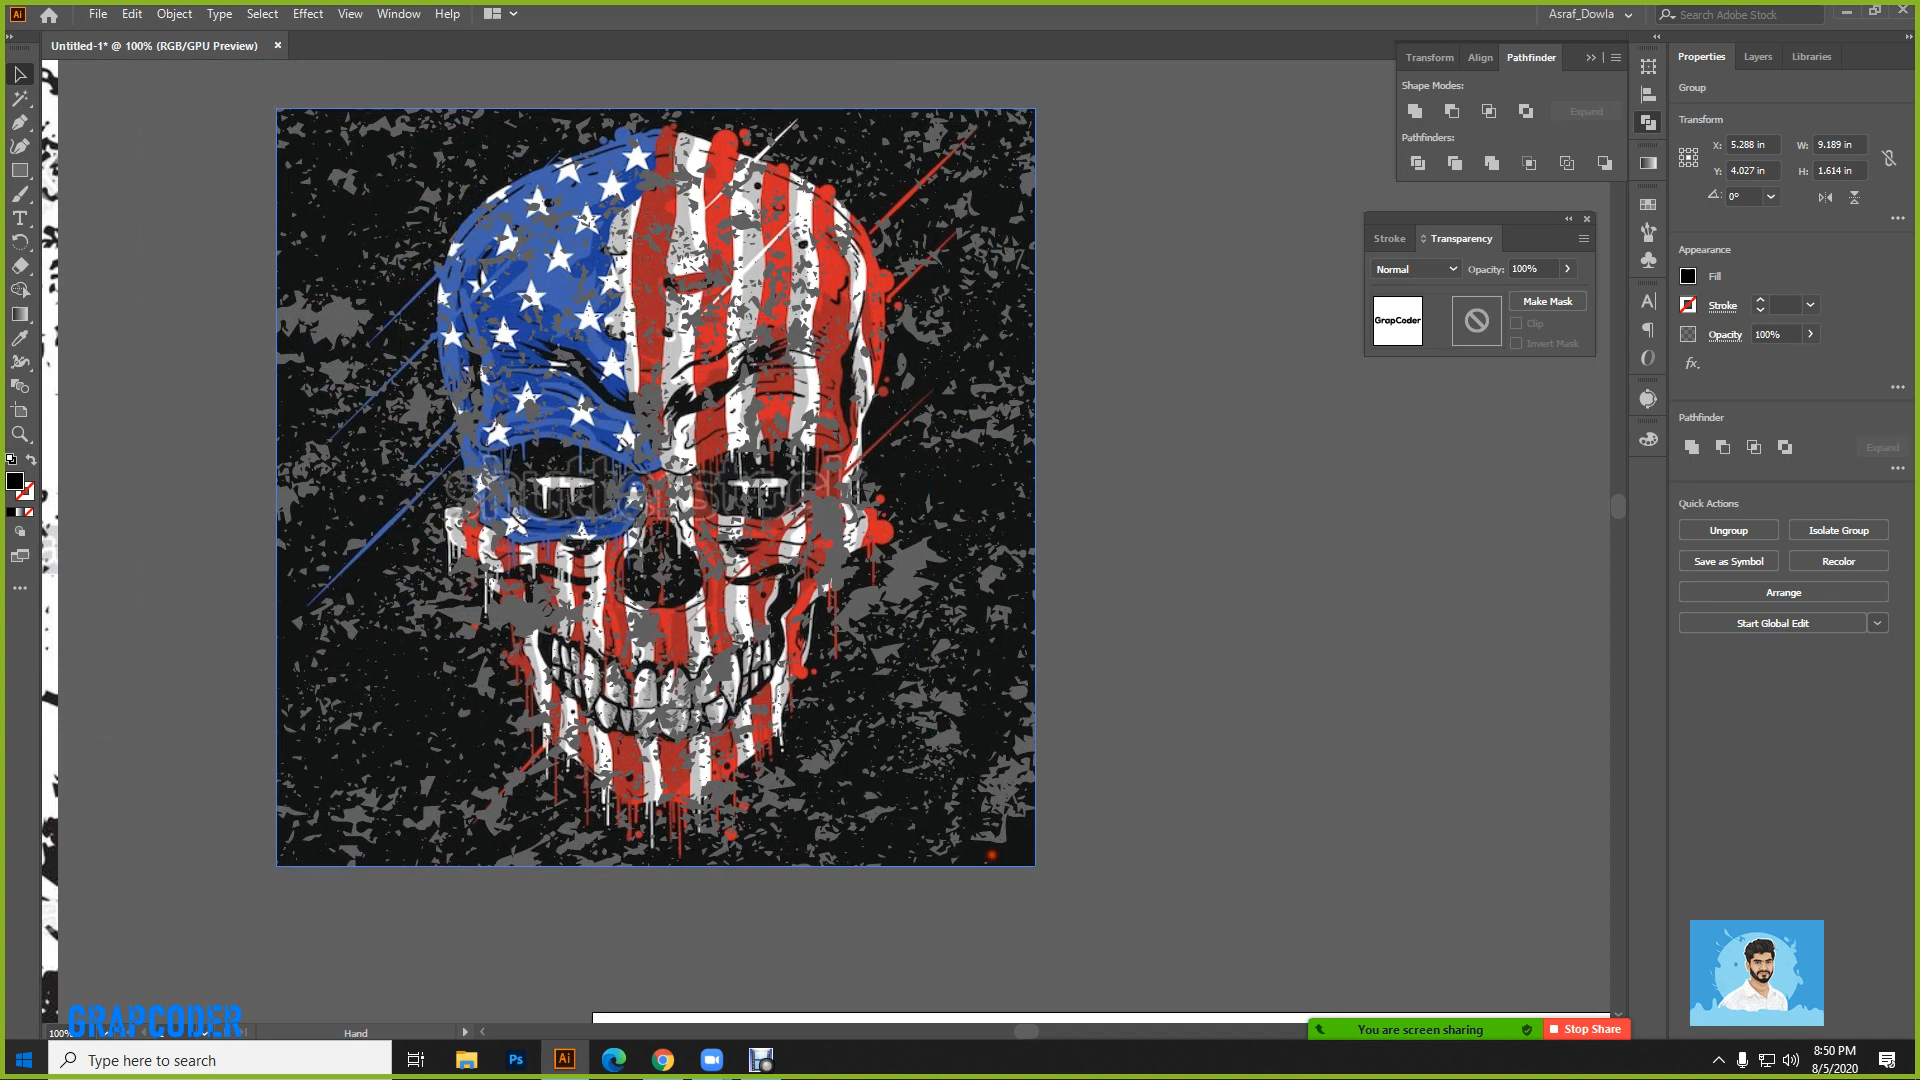 Ai
File Edit Object Type Select Effect View Window Help
Asraf_Dowla
Search Adobe Stock
Untitled-1* @ 100% (RGB/GPU Preview)
Transform Align Pathfinder
Shape Modes:
Expand
Pathfinders:
Stroke Transparency
Normal Opacity: 100%
GrapCoder
Make Mask
Clip
Invert Mask
Properties Layers Libraries
Group
Transform
X: 5.288 in W: 9.189 in
Y: 4.027 in H: 1.614 in
0°
Appearance
Fill
Stroke
Opacity 100%
fx.
Pathfinder
Expand
Quick Actions
Ungroup Isolate Group
Save as Symbol Recolor
Arrange
Start Global Edit
GRAPCODER
100% Hand
You are screen sharing Stop Share
Type here to search
Ps Ai
8:50 PM
8/5/2020